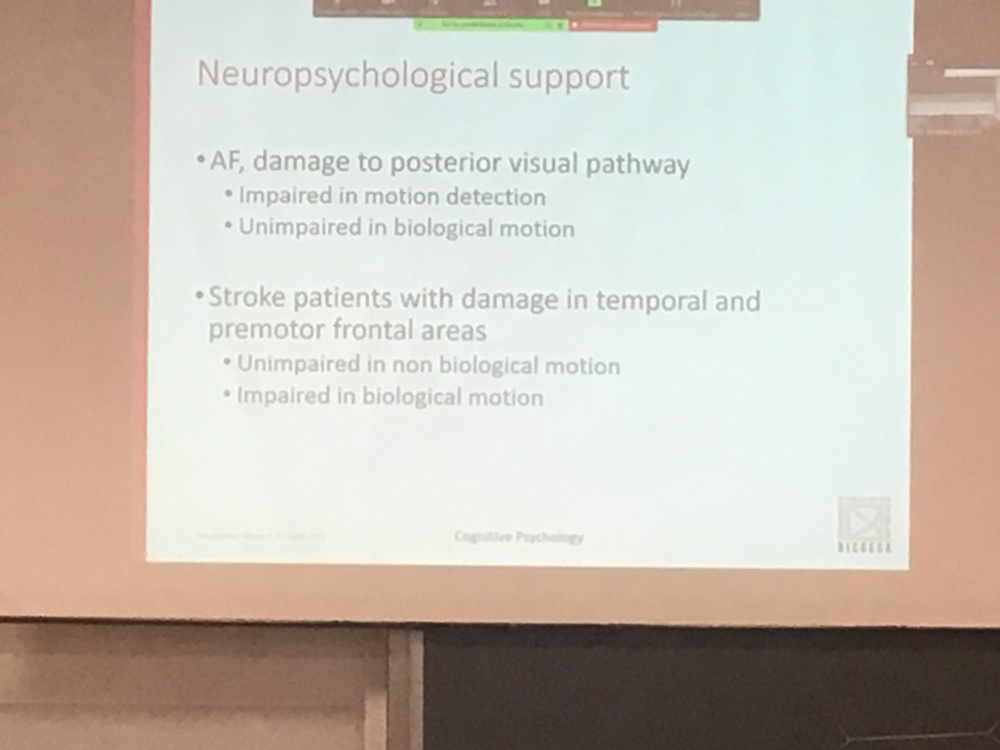 Neuropsychological support
• AF, damage to posterior visual pathway
• Impaired in motion detection
• Unimpaired in biological motion
• Stroke patients with damage in temporal and
premotor frontal areas
• Unimpaired in non biological motion
• Impaired in biological motion
Cognitive Psychology
BICOCCA